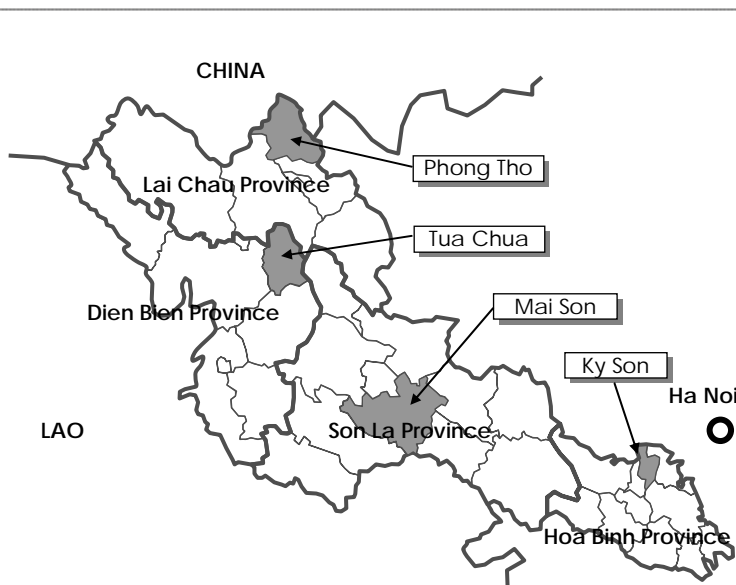 CHINA
Phong Tho
Lai Chau Province
Tua Chua
Mai Son
Dien Bien Province
Ky Son
Ha Noi
LAO
Son La Province
Hoa Binh Province